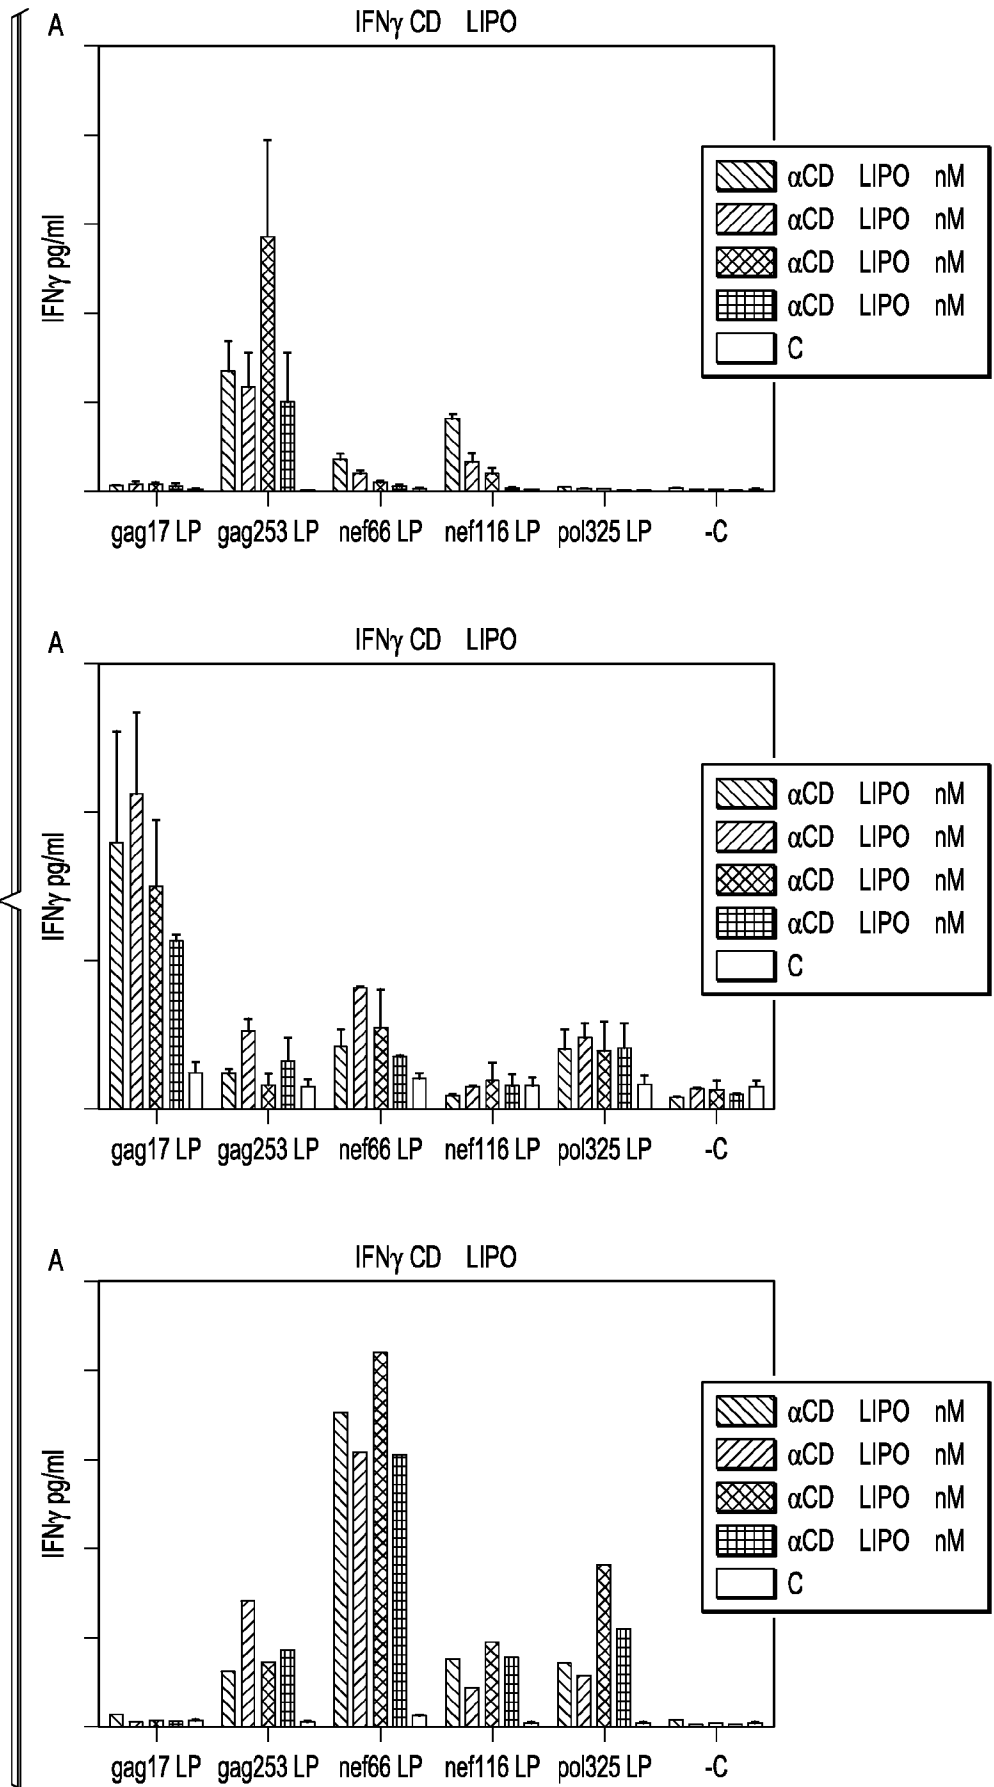 A IFNγ CD LIPO
IFNγ pg/ml
αCD LIPO nM
αCD LIPO nM
αCD LIPO nM
αCD LIPO nM
C
gag17 LP gag253 LP nef66 LP nef116 LP pol325 LP -C
A IFNγ CD LIPO
IFNγ pg/ml
αCD LIPO nM
αCD LIPO nM
αCD LIPO nM
αCD LIPO nM
C
gag17 LP gag253 LP nef66 LP nef116 LP pol325 LP -C
A IFNγ CD LIPO
IFNγ pg/ml
αCD LIPO nM
αCD LIPO nM
αCD LIPO nM
αCD LIPO nM
C
gag17 LP gag253 LP nef66 LP nef116 LP pol325 LP -C